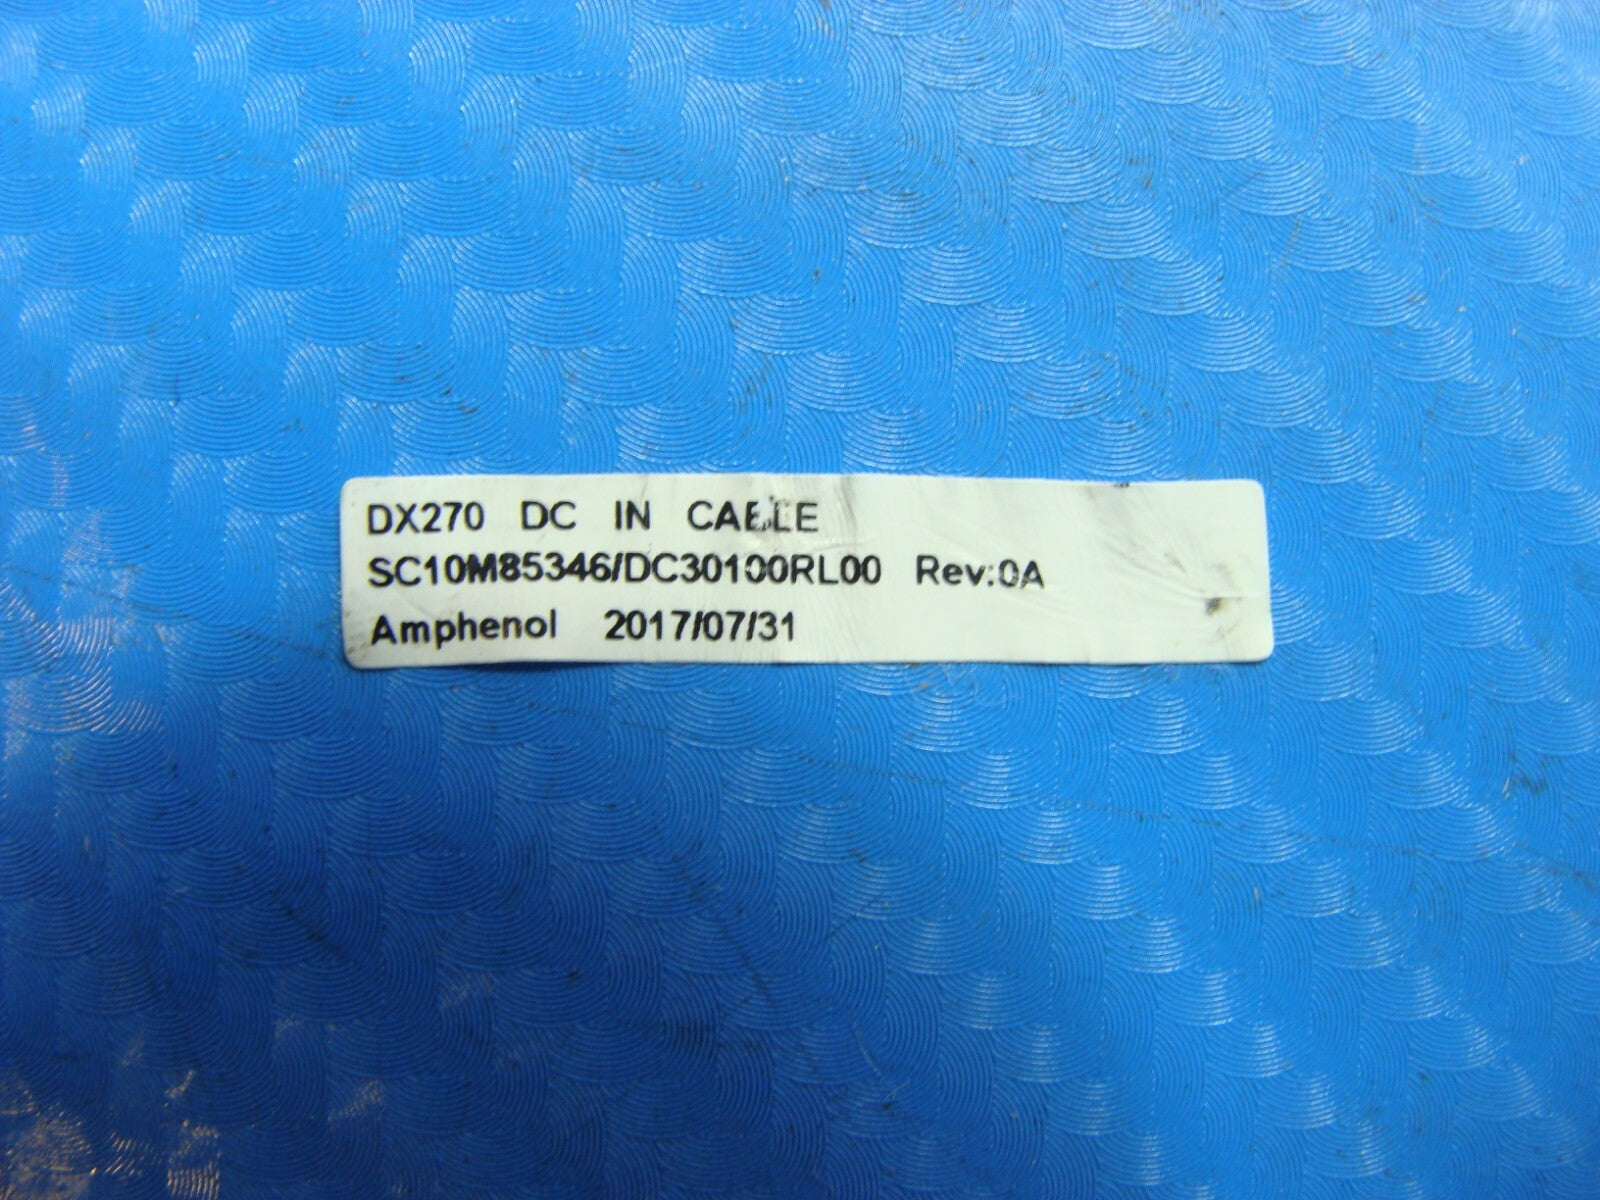 DX270 DC IN CABLE
SC10M85346/DC30100RL00 Rev:0A
Amphenol 2017/07/31